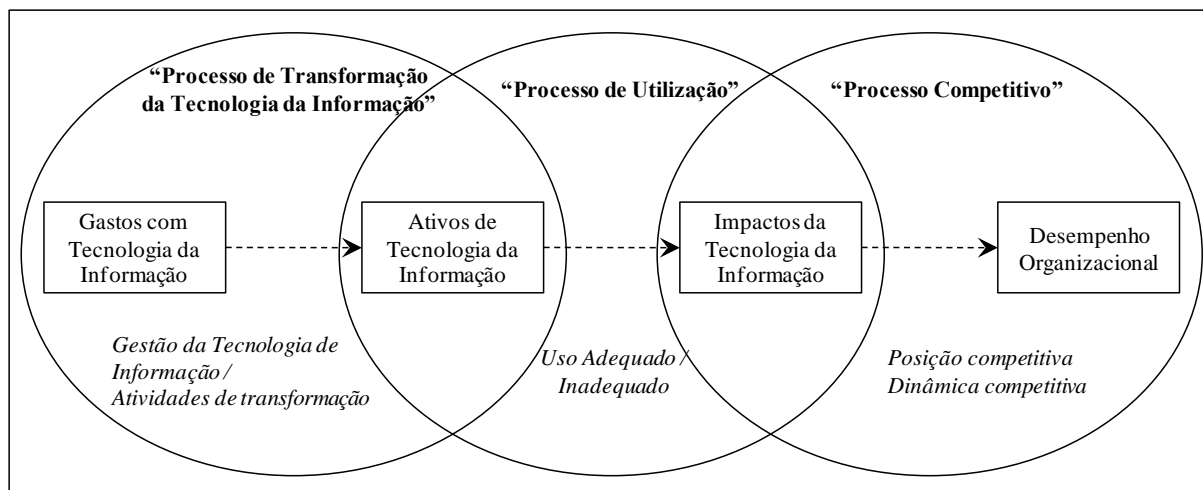 “Processo de Transformação
da Tecnologia da Informação”
“Processo de Utilização”
“Processo Competitivo”
Gastos com
Tecnologia da
Informação
Ativos de
Tecnologia da
Informação
Impactos da
Tecnologia da
Informação
Desempenho
Organizacional
Gestão da Tecnologia de
Informação /
Atividades de transformação
Uso Adequado /
Inadequado
Posição competitiva
Dinâmica competitiva